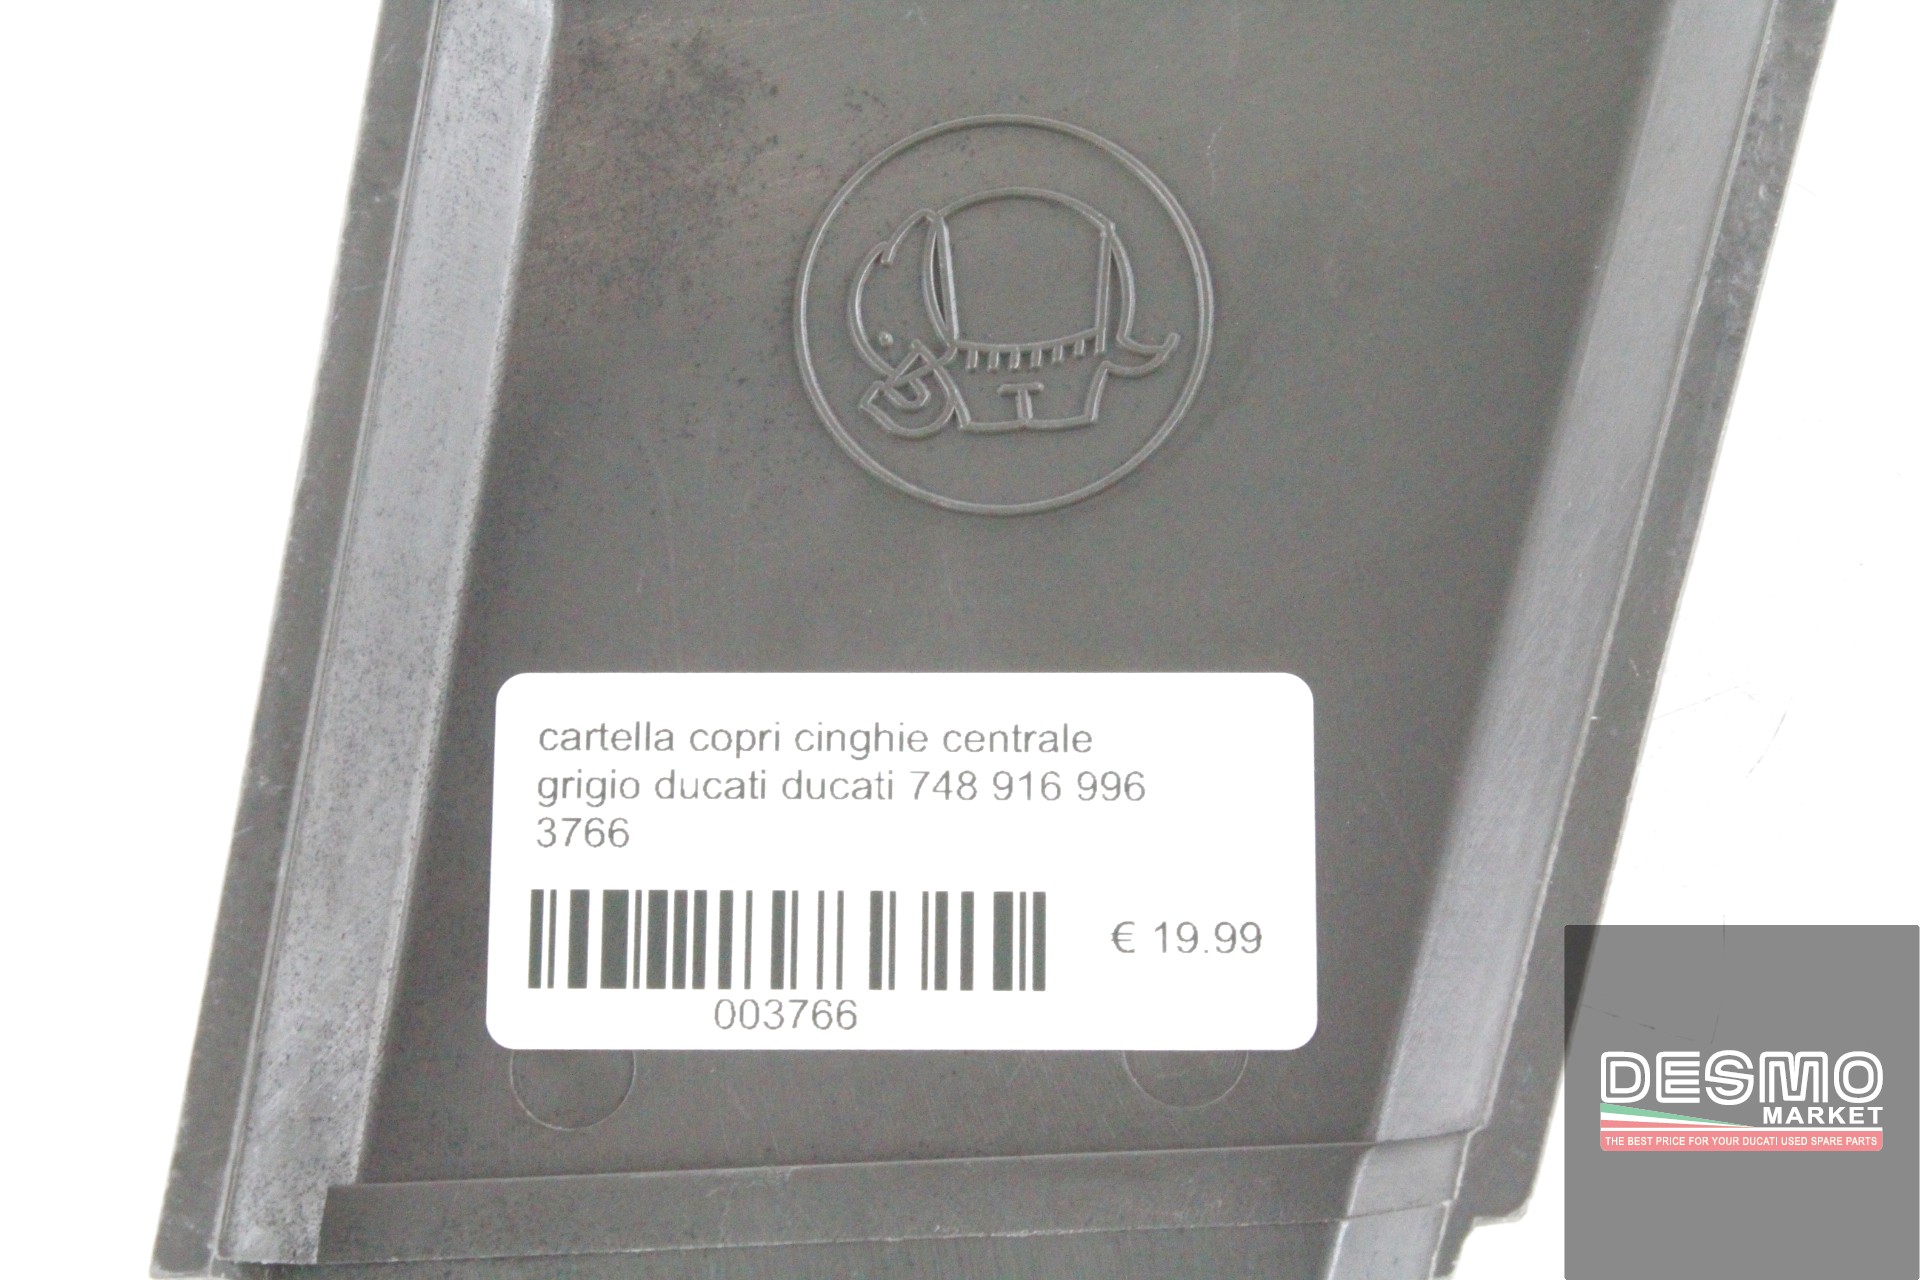 T
cartella copri cinghie centrale
grigio ducati ducati 748 916 996
3766
€ 19.99
003766
DESMO
MARKET
THE BEST PRICE FOR YOUR DUCATI USED SPARE PARTS